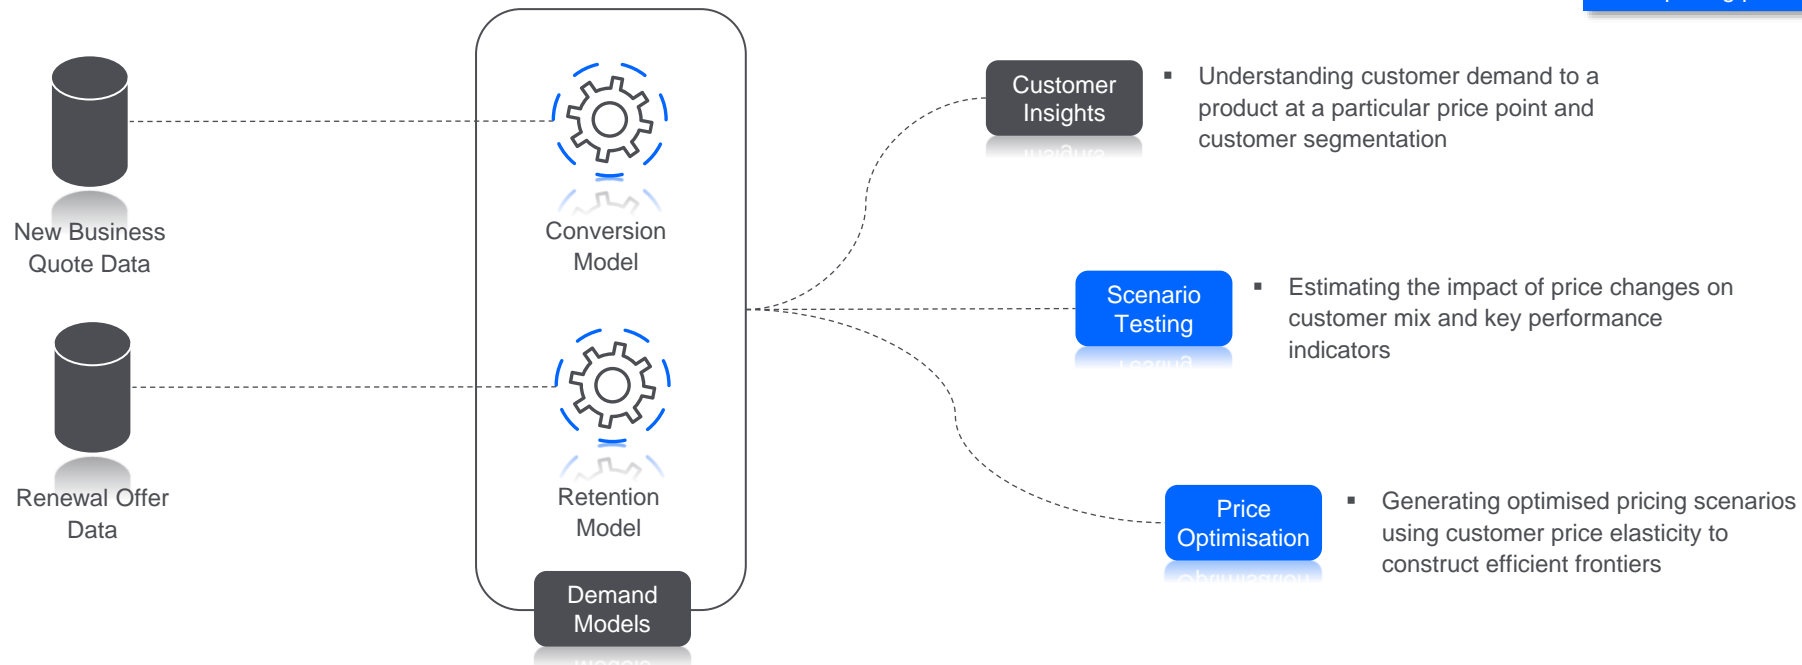 New Business
Quote Data
Renewal Offer
Data
Conversion
Model
Retention
Model
Demand
Models
Customer
Insights
▪ Understanding customer demand to a
product at a particular price point and
customer segmentation
Scenario
Testing
▪ Estimating the impact of price changes on
customer mix and key performance
indicators
Price
Optimisation
▪ Generating optimised pricing scenarios
using customer price elasticity to
construct efficient frontiers